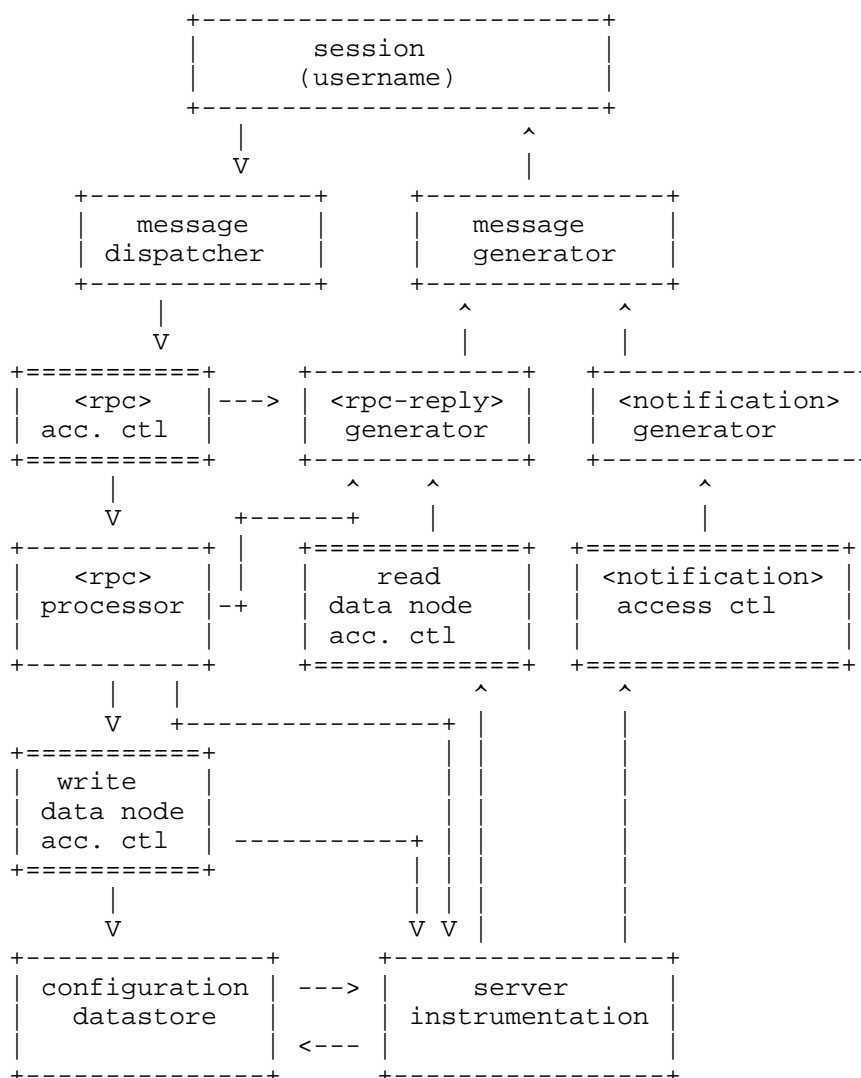 session
(username)
message
dispatcher
message
generator
<rpc>
acc. ctl
<rpc-reply>
generator
<notification>
generator
<rpc>
processor
read
data node
acc. ctl
<notification>
access ctl
write
data node
acc. ctl
configuration
datastore
server
instrumentation